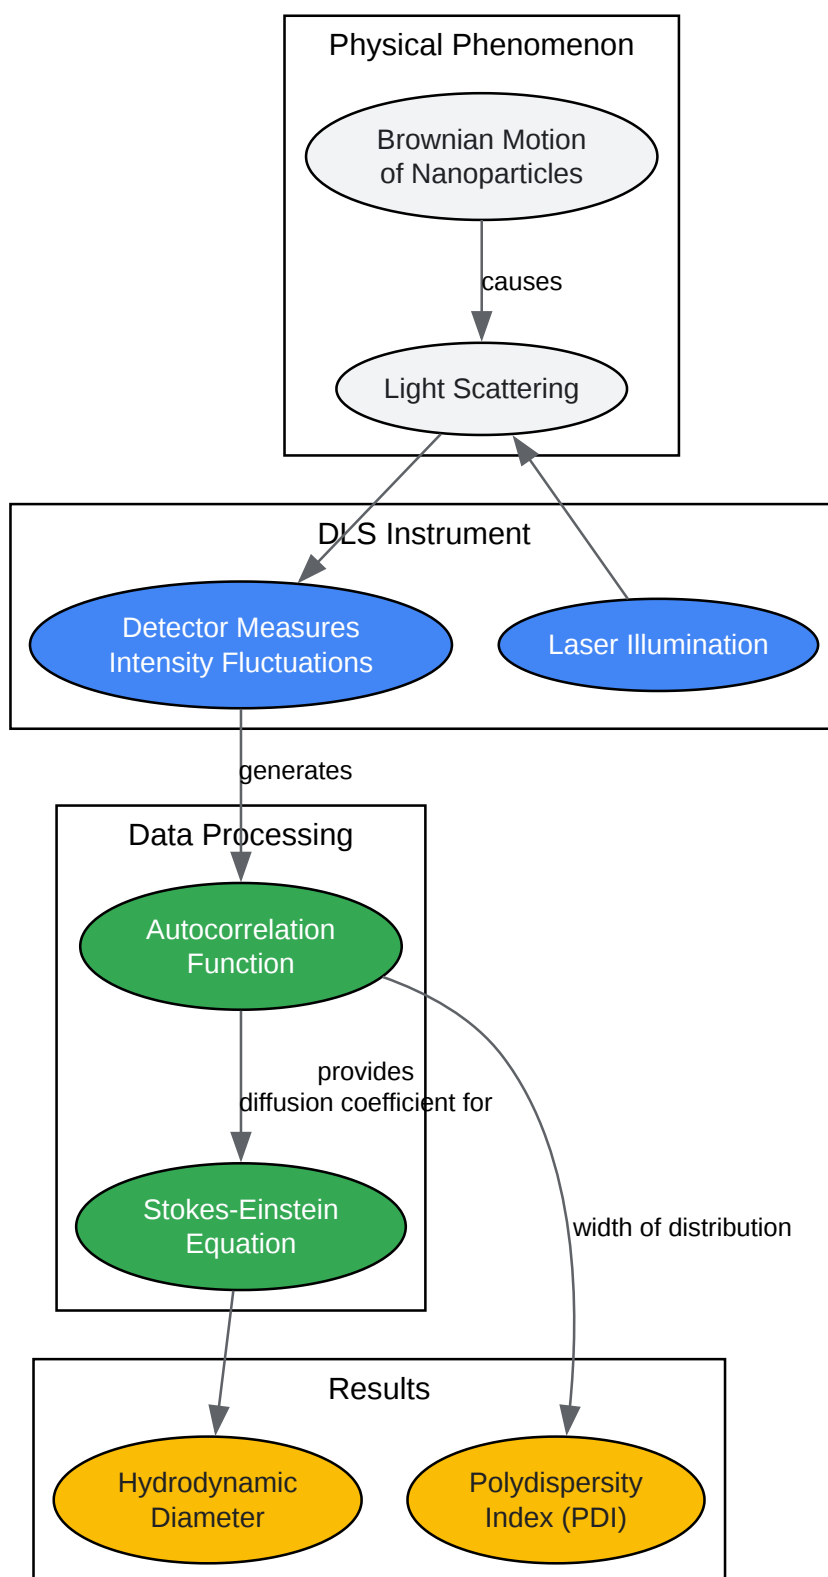 Physical Phenomenon
Brownian Motion
of Nanoparticles
causes
Light Scattering
DLS Instrument
Detector Measures
Intensity Fluctuations
Laser Illumination
generates
Data Processing
Autocorrelation
Function
provides
diffusion coefficient for
Stokes-Einstein
Equation
width of distribution
Results
Hydrodynamic
Diameter
Polydispersity
Index (PDI)